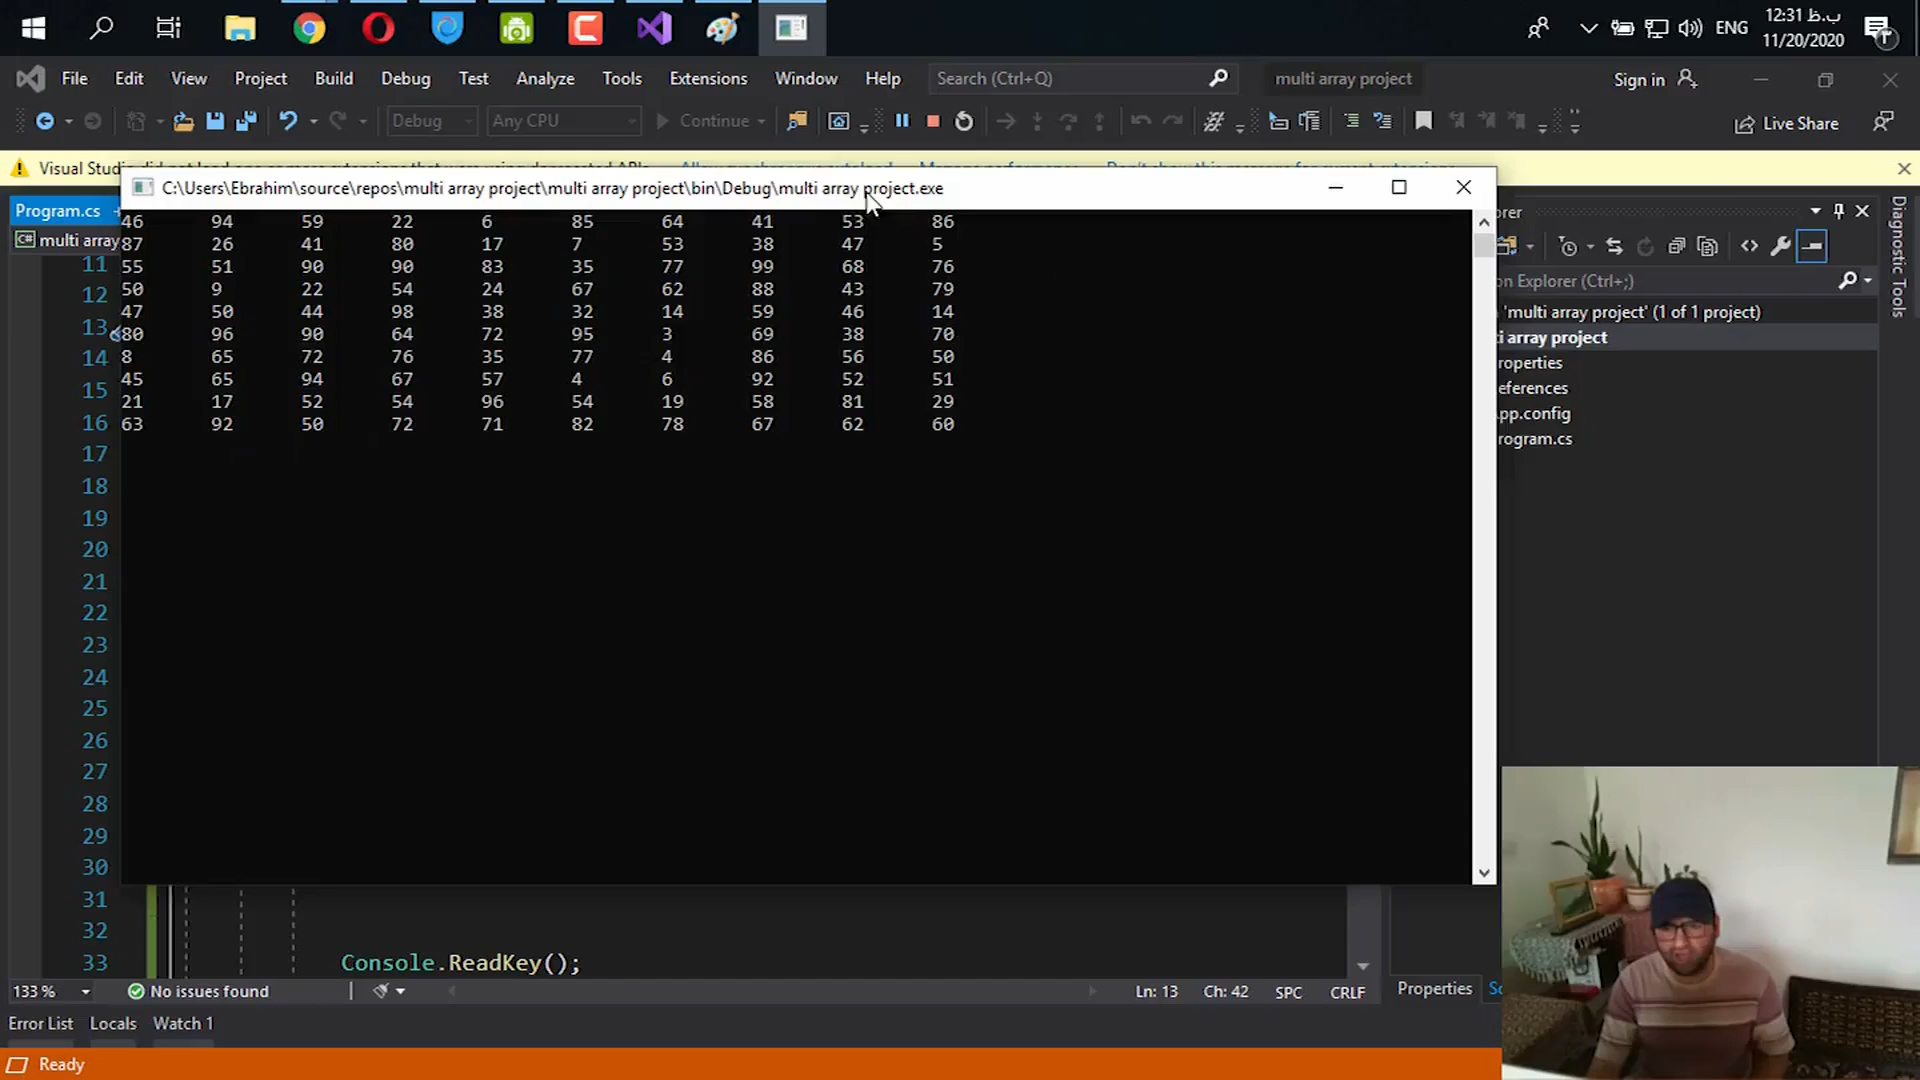 ENG
12:31 ب.ظ
11/20/2020
File Edit View Project Build Debug Test Analyze Tools Extensions Window Help Search (Ctrl+Q) multi array project Sign in
Debug Any CPU Continue Live Share
Visual Studio did not load
C:\Users\Ebrahim\source\repos\multi array project\multi array project\bin\Debug\multi array project.exe
Program.cs
multi array
46 94 59 22 6 85 64 41 53 86
87 26 41 80 17 7 53 38 47 5
55 51 90 90 83 35 77 99 68 76
50 9 22 54 24 67 62 88 43 79
47 50 44 98 38 32 14 59 46 14
80 96 90 64 72 95 3 69 38 70
8 65 72 76 35 77 4 86 56 50
45 65 94 67 57 4 6 92 52 51
21 17 52 54 96 54 19 58 81 29
63 92 50 72 71 82 78 67 62 60
11
12
13
14
15
16
17
18
19
20
21
22
23
24
25
26
27
28
29
30
31
32
33 Console.ReadKey();
orer
on Explorer (Ctrl+;)
'multi array project' (1 of 1 project)
ti array project
roperties
eferences
pp.config
rogram.cs
Diagnostic Tools
133 % No issues found Ln: 13 Ch: 42 SPC CRLF
Properties
Error List Locals Watch 1
Ready